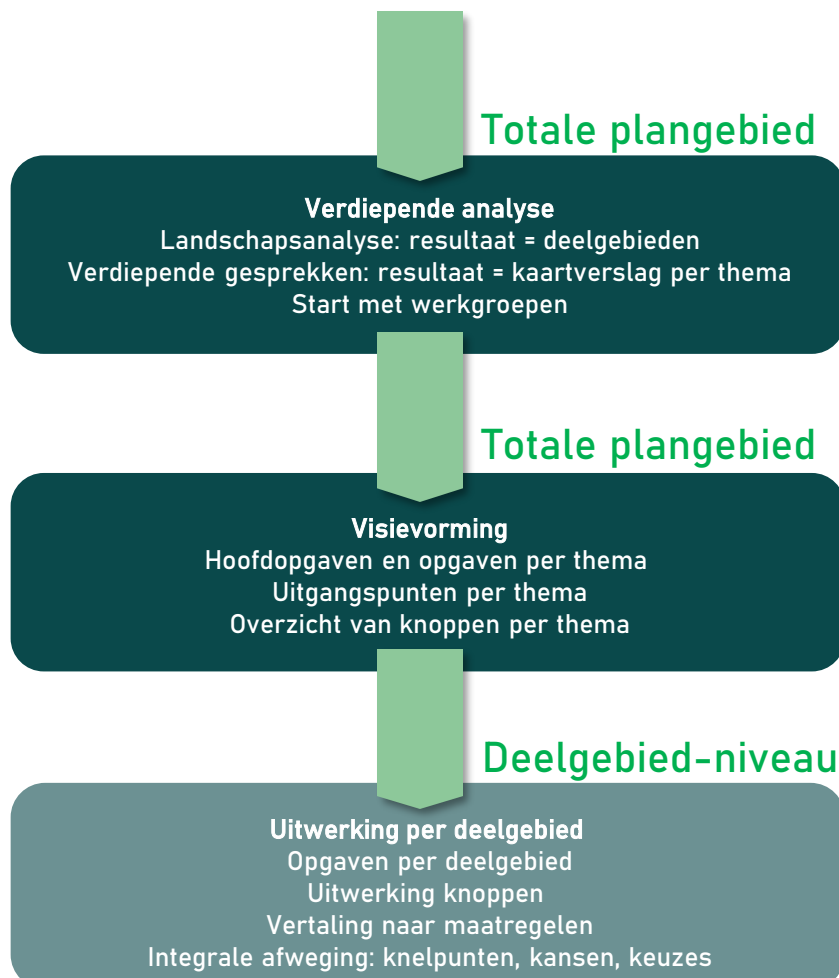 Totale plangebied
Verdiepende analyse
Landschapsanalyse: resultaat = deelgebieden
Verdiepende gesprekken: resultaat = kaartverslag per thema
Start met werkgroepen
Totale plangebied
Visievorming
Hoofdopgaven en opgaven per thema
Uitgangspunten per thema
Overzicht van knoppen per thema
Deelgebied-niveau
Uitwerking per deelgebied
Opgaven per deelgebied
Uitwerking knoppen
Vertaling naar maatregelen
Integrale afweging: knelpunten, kansen, keuzes